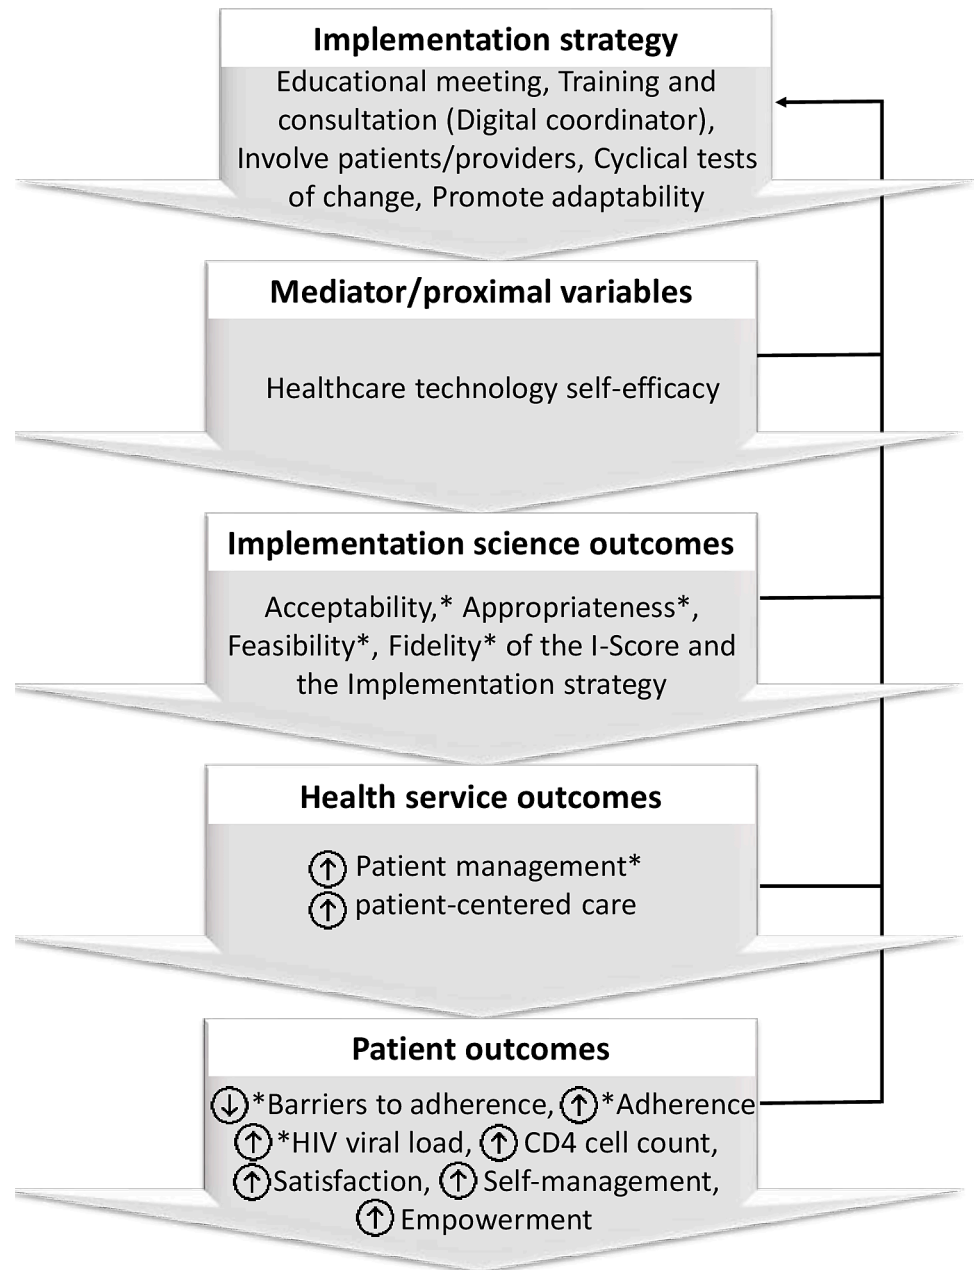 Implementation strategy
Educational meeting, Training and
consultation (Digital coordinator),
Involve patients/providers, Cyclical tests
of change, Promote adaptability
Mediator/proximal variables
Healthcare technology self-efficacy
Implementation science outcomes
Acceptability,* Appropriateness*,
Feasibility*, Fidelity* of the I-Score and
the Implementation strategy
Health service outcomes
↑ Patient management*
↑ patient-centered care
Patient outcomes
↓ *Barriers to adherence, ↑ *Adherence
↑ *HIV viral load, ↑ CD4 cell count,
↑ Satisfaction, ↑ Self-management,
↑ Empowerment